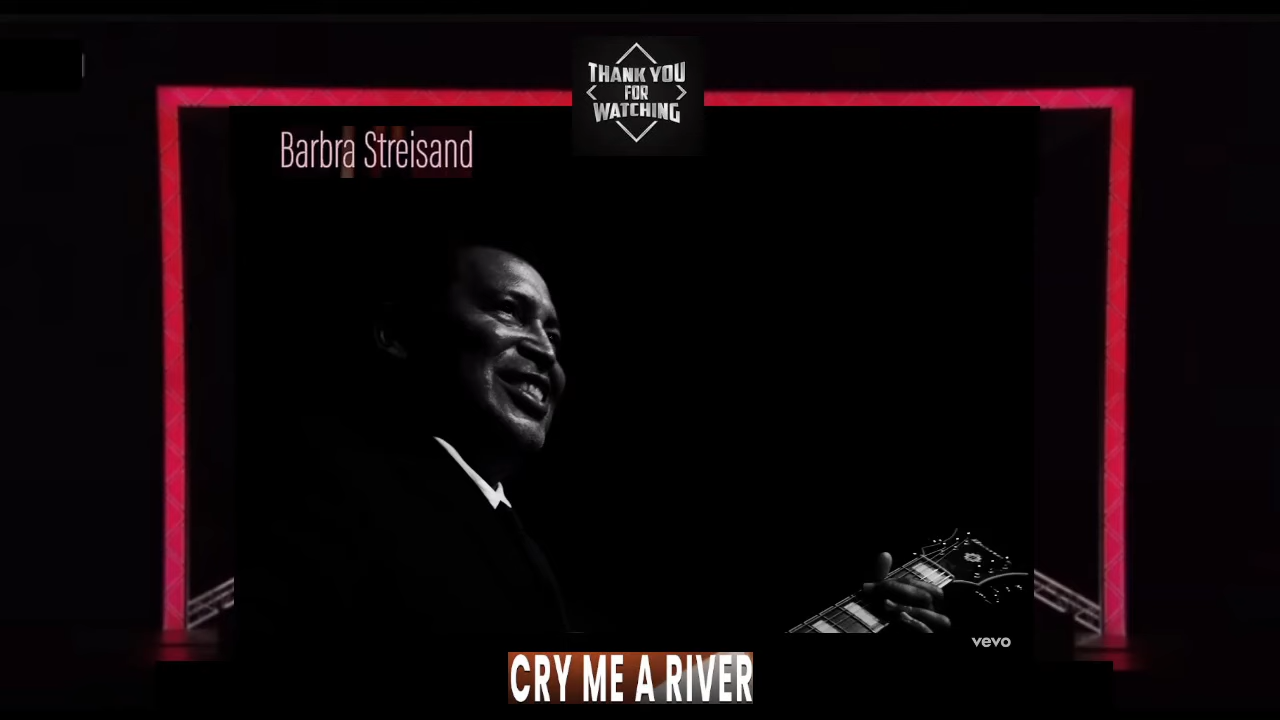 THANK YOU
FOR
WATCHING
Barbra Streisand
vevo
CRY ME A RIVER